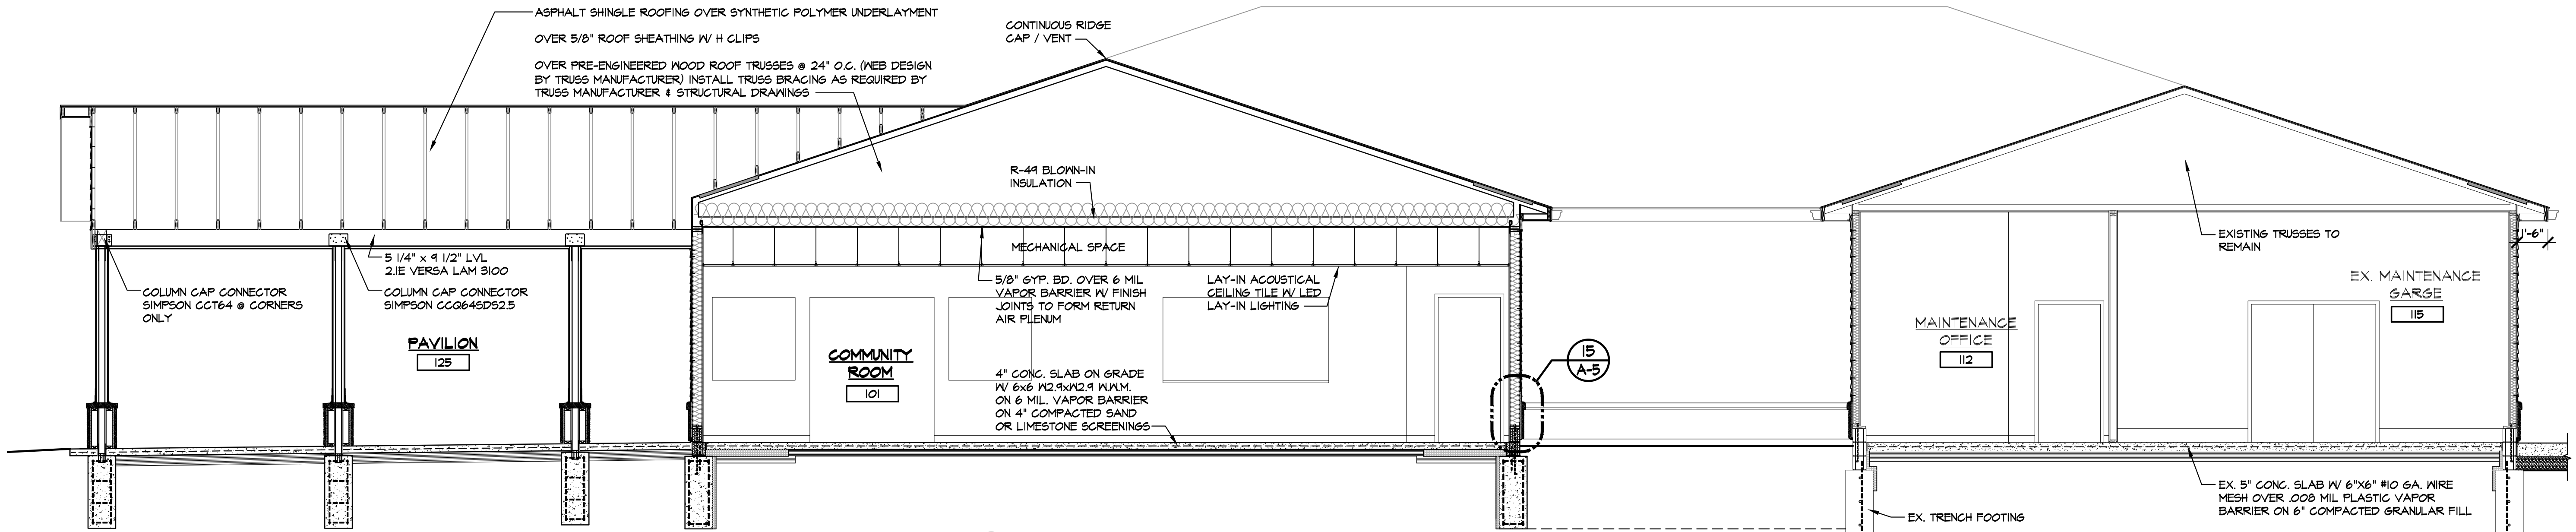 ASPHALT SHINGLE ROOFING OVER SYNTHETIC POLYMER UNDERLAYMENT
OVER 5/8" ROOF SHEATHING W/ H CLIPS
OVER PRE-ENGINEERED WOOD ROOF TRUSSES @ 24" O.C. (WEB DESIGN
BY TRUSS MANUFACTURER) INSTALL TRUSS BRACING AS REQUIRED BY
TRUSS MANUFACTURER & STRUCTURAL DRAWINGS
CONTINUOUS RIDGE
CAP / VENT
R-49 BLOWN-IN
INSULATION
MECHANICAL SPACE
5 1/4" x 9 1/2" LVL
2.1E VERSA LAM 3100
COLUMN CAP CONNECTOR
SIMPSON CCT64 @ CORNERS
ONLY
COLUMN CAP CONNECTOR
SIMPSON CCQ64SDS2.5
PAVILION
125
5/8" GYP. BD. OVER 6 MIL
VAPOR BARRIER W/ FINISH
JOINTS TO FORM RETURN
AIR PLENUM
LAY-IN ACOUSTICAL
CEILING TILE W/ LED
LAY-IN LIGHTING
COMMUNITY
ROOM
101
4" CONC. SLAB ON GRADE
W/ 6x6 W2.9xW2.9 W.W.M.
ON 6 MIL. VAPOR BARRIER
ON 4" COMPACTED SAND
OR LIMESTONE SCREENINGS
15
A-5
EXISTING TRUSSES TO
REMAIN
1'-6"
EX. MAINTENANCE
GARGE
115
MAINTENANCE
OFFICE
112
EX. 5" CONC. SLAB W/ 6"X6" #10 GA. WIRE
MESH OVER .008 MIL PLASTIC VAPOR
BARRIER ON 6" COMPACTED GRANULAR FILL
EX. TRENCH FOOTING